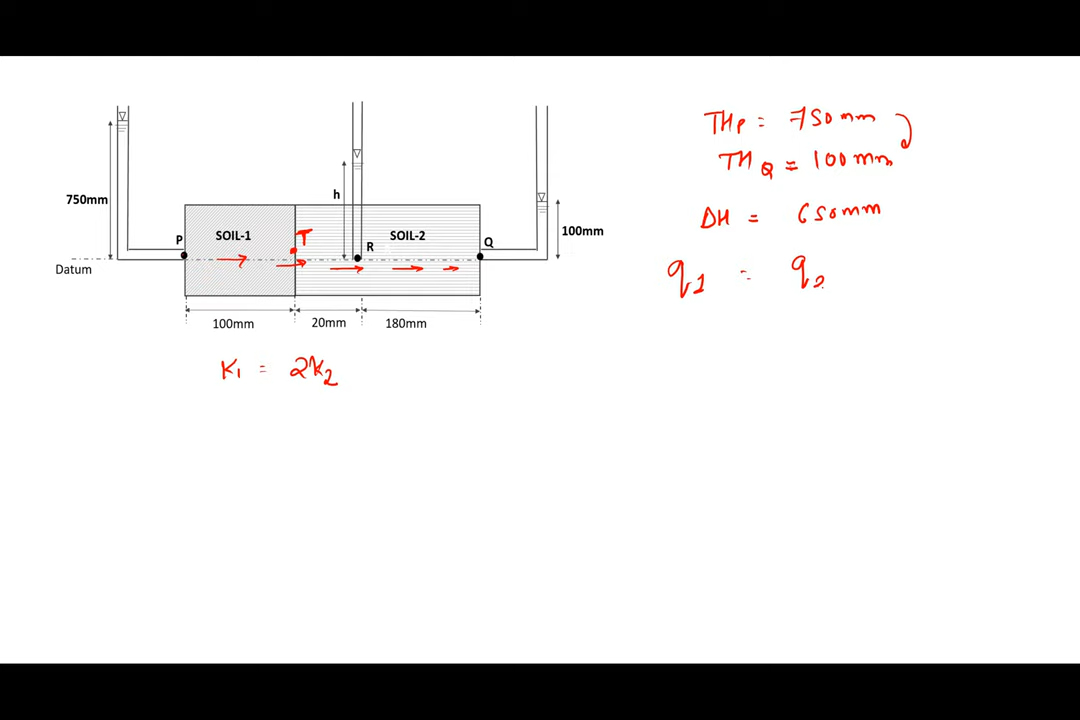 750mm
P
SOIL-1
T
h
R
SOIL-2
Q
100mm
Datum
100mm
20mm
180mm
K1 = 2K2
THP = 750mm
THQ = 100mm
ΔH = 650mm
q1 = q2